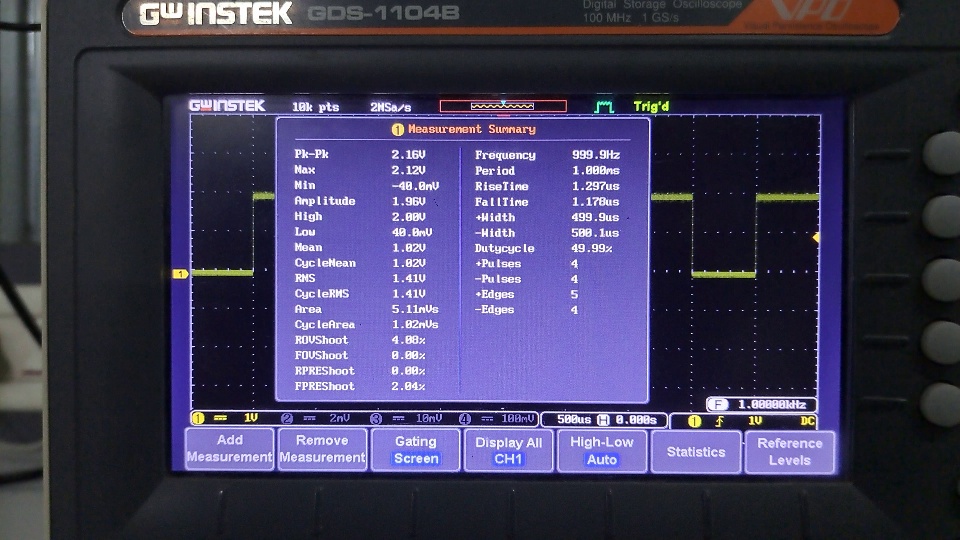 GWINSTEK GDS-1104B Digital Storage Oscilloscope
100 MHz 1 GS/s
VPO
GWINSTEK 10k pts 2MSa/s Trig'd
1 Measurement Summary
Pk-Pk 2.16V
Max 2.12V
Min -40.0mV
Amplitude 1.96V
High 2.00V
Low 40.0mV
Mean 1.02V
CycleMean 1.02V
RMS 1.41V
CycleRMS 1.41V
Area 5.11mVs
CycleArea 1.02mVs
ROVShoot 4.08%
FOVShoot 0.00%
RPREShoot 0.00%
FPREShoot 2.04%
Frequency 999.9Hz
Period 1.000ms
RiseTime 1.297us
FallTime 1.170us
+Width 499.9us
-Width 500.1us
Dutycycle 49.99%
+Pulses 4
-Pulses 4
+Edges 5
-Edges 4
1
F 1.00000kHz
1 1V 2 2mV 3 10mV 4 100mV 500us H 0.000s 1 1V DC
Add Measurement
Remove Measurement
Gating Screen
Display All CH1
High-Low Auto
Statistics
Reference Levels